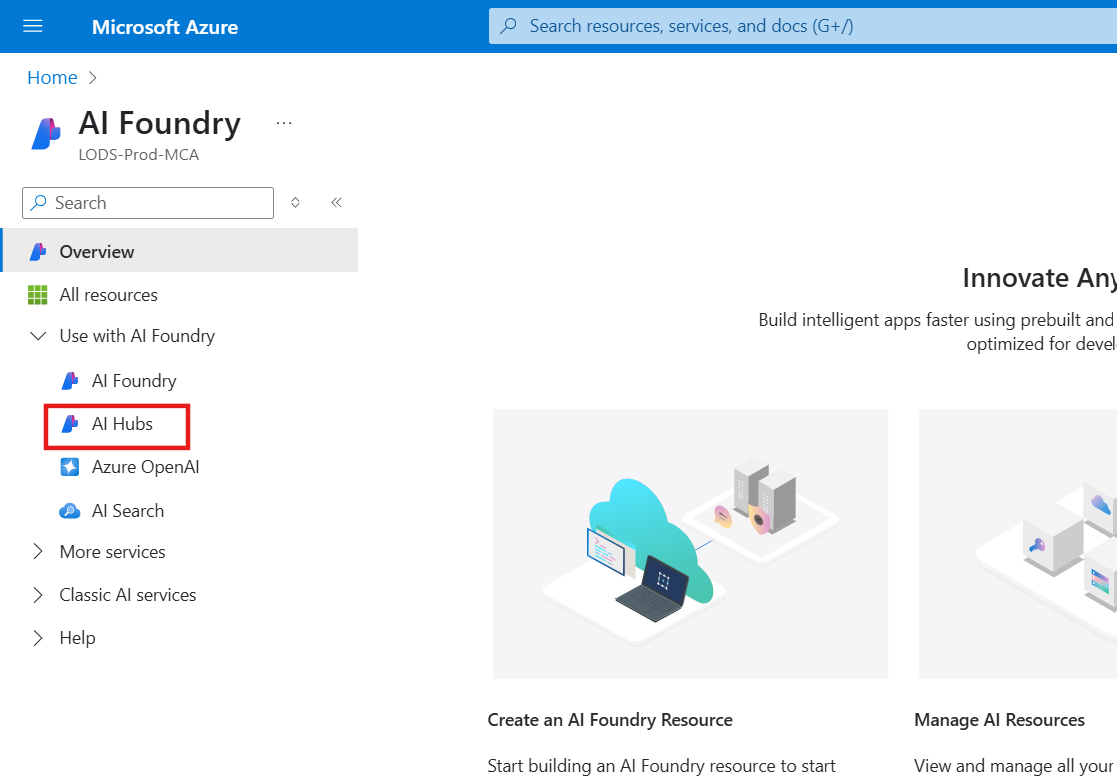 Microsoft Azure
Search resources, services, and docs (G+/)
Home
AI Foundry
...
LODS-Prod-MCA
Search
Overview
All resources
Use with AI Foundry
AI Foundry
AI Hubs
Azure OpenAI
AI Search
More services
Classic AI services
Help
Innovate Any
Build intelligent apps faster using prebuilt and
optimized for devel
Create an AI Foundry Resource
Start building an AI Foundry resource to start
Manage AI Resources
View and manage all your